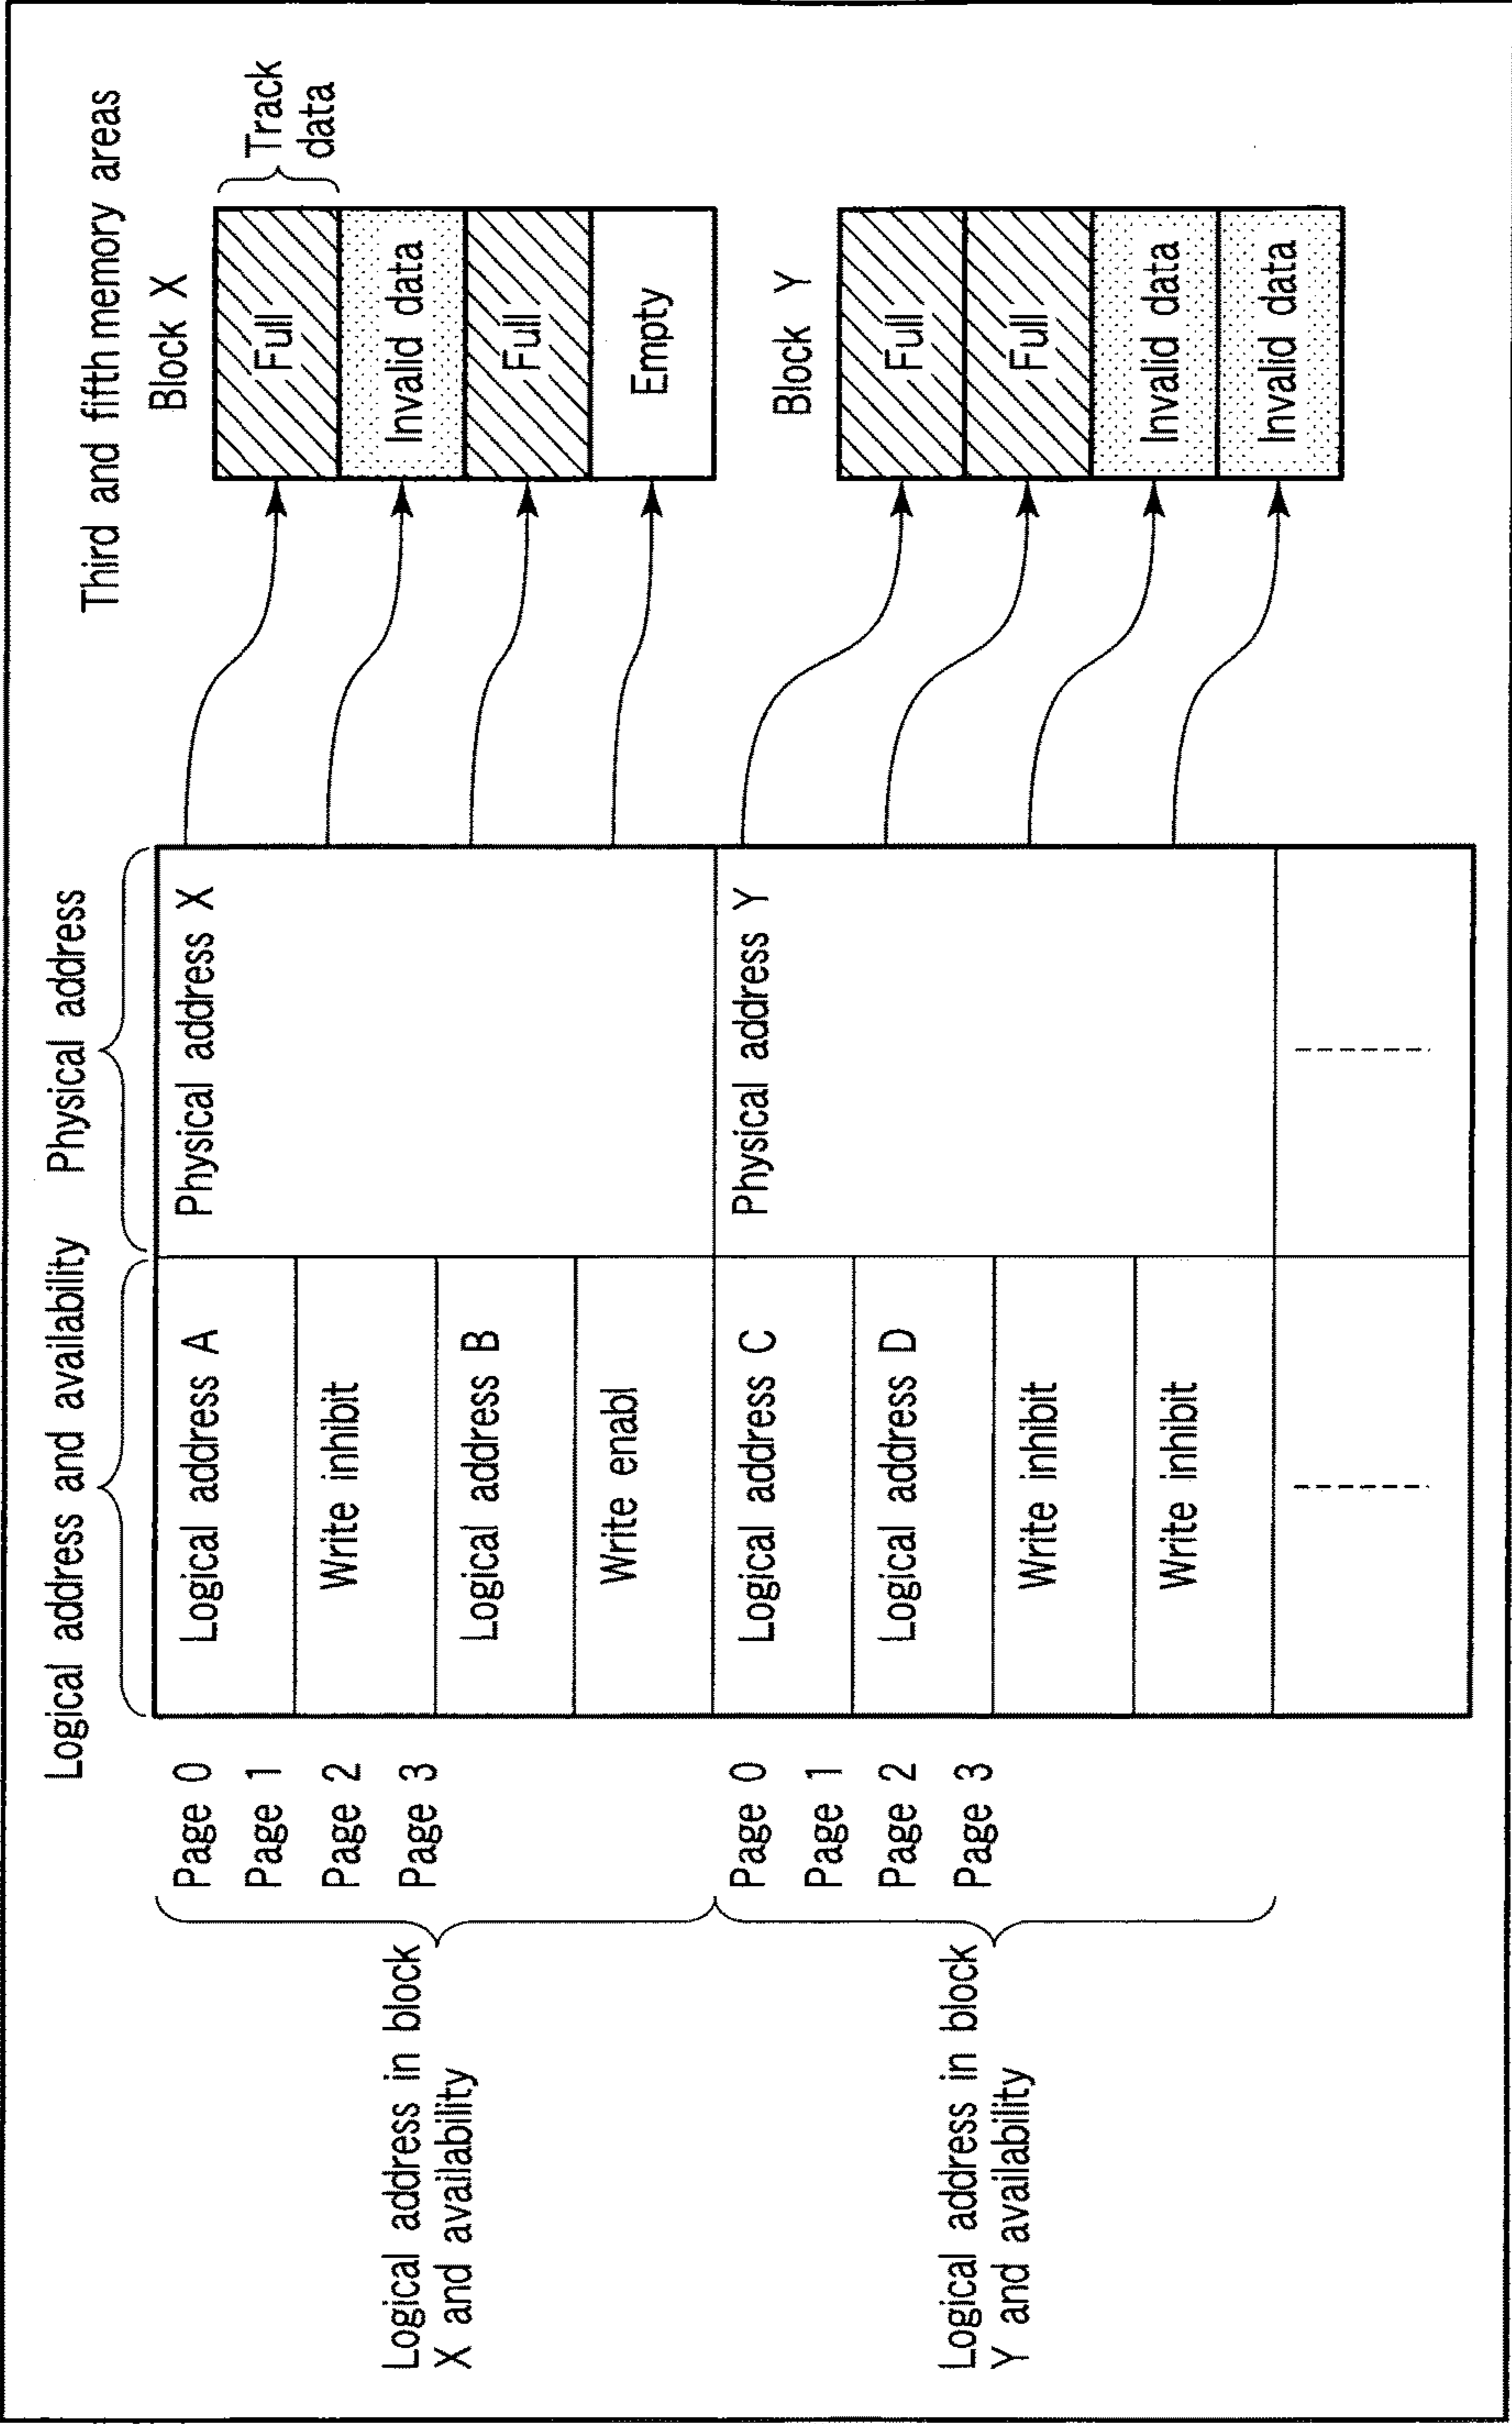 Logical address and availability
Physical address
Third and fifth memory areas
Logical address in block
X and availability
Page 0
Page 1
Page 2
Page 3
Logical address A
Write inhibit
Logical address B
Write enabl
Physical address X
Block X
Full
Invalid data
Full
Empty
Track
data
Logical address in block
Y and availability
Page 0
Page 1
Page 2
Page 3
Logical address C
Logical address D
Write inhibit
Write inhibit
Physical address Y
Block Y
Full
Full
Invalid data
Invalid data